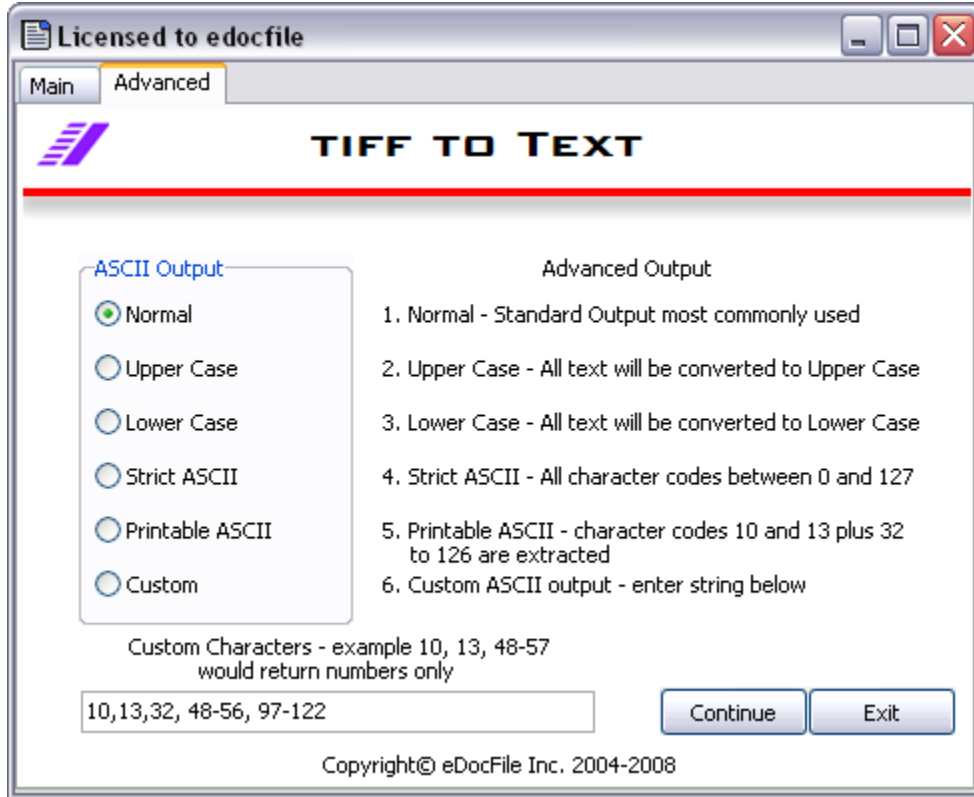 Licensed to edocfile
Main
Advanced
TIFF TO TEXT
ASCII Output
Normal
Upper Case
Lower Case
Strict ASCII
Printable ASCII
Custom
Advanced Output
1. Normal - Standard Output most commonly used
2. Upper Case - All text will be converted to Upper Case
3. Lower Case - All text will be converted to Lower Case
4. Strict ASCII - All character codes between 0 and 127
5. Printable ASCII - character codes 10 and 13 plus 32
to 126 are extracted
6. Custom ASCII output - enter string below
Custom Characters - example 10, 13, 48-57
would return numbers only
10,13,32, 48-56, 97-122
Continue
Exit
Copyright© eDocFile Inc. 2004-2008